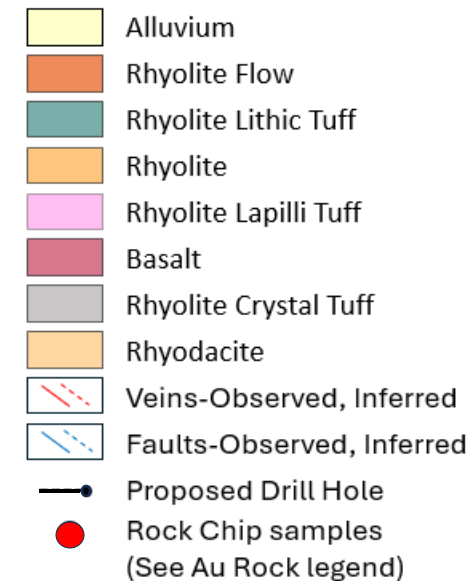 Alluvium
Rhyolite Flow
Rhyolite Lithic Tuff
Rhyolite
Rhyolite Lapilli Tuff
Basalt
Rhyolite Crystal Tuff
Rhyodacite
Veins-Observed, Inferred
Faults-Observed, Inferred
Proposed Drill Hole
Rock Chip samples
(See Au Rock legend)